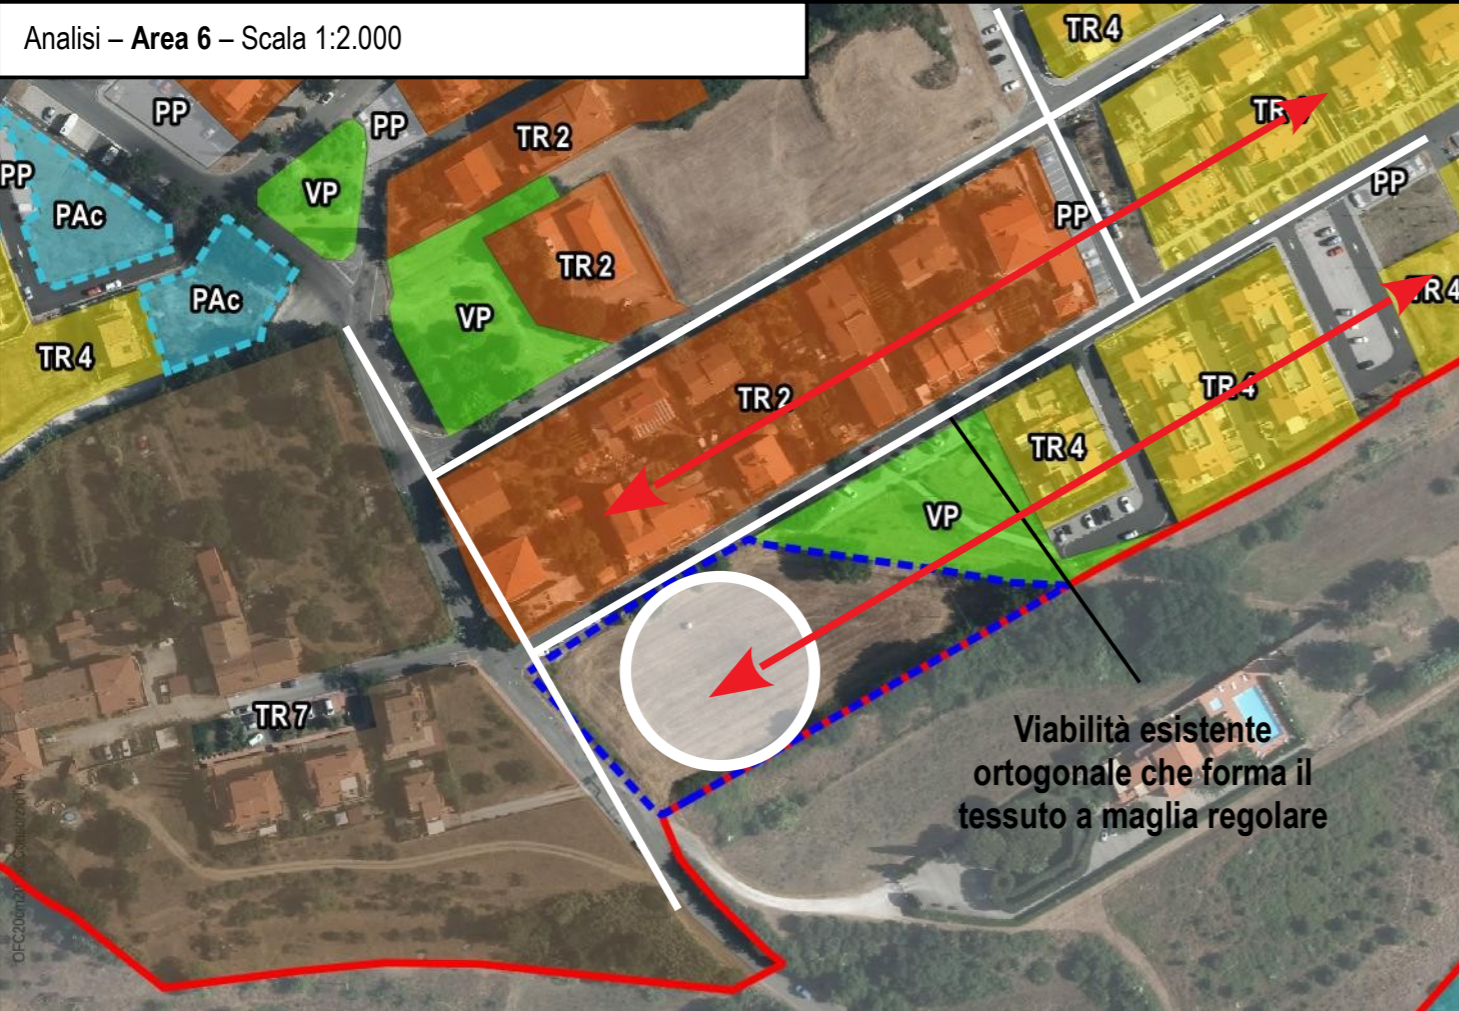 Analisi – Area 6 – Scala 1:2.000
TR 4
PP
PP
TR 2
TR
PP
VP
PP
PAc
PP
TR 2
PAc
VP
TR 4
TR 4
TR 2
TR 4
TR 4
VP
TR 7
Viabilità esistente
ortogonale che forma il
tessuto a maglia regolare